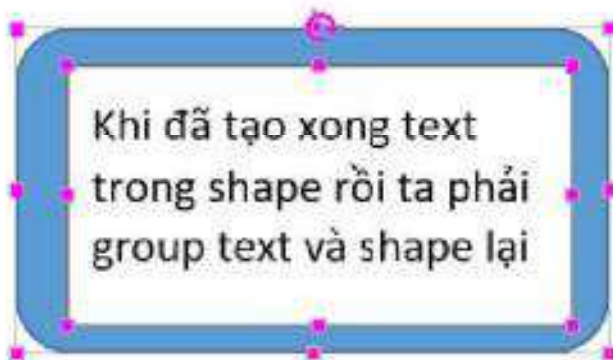 Khi đã tạo xong text
trong shape rồi ta phải
group text và shape lại